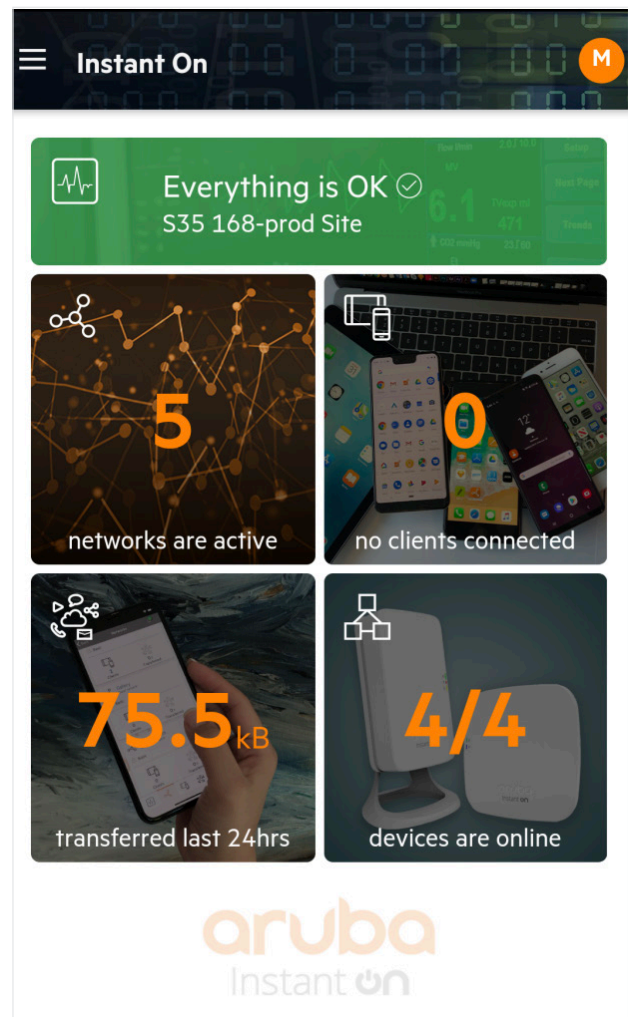 Instant On
M
Everything is OK
S35 168-prod Site
5
networks are active
0
no clients connected
75.5kB
transferred last 24hrs
4/4
devices are online
aruba
Instant on